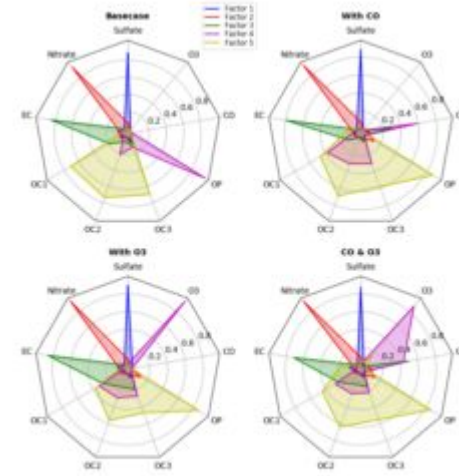 Basecase
Factor 1
Factor 2
Factor 3
Factor 4
Factor 5
With CO
Sulfate
Nitrate
O3
EC
0.2 0.4 0.6 0.8
CO
OC1
OP
OC2
OC3
Sulfate
Nitrate
O3
EC
0.2 0.4 0.6 0.8
CO
OC1
OP
OC2
OC3
With O3
CO & O3
Sulfate
Nitrate
O3
EC
0.2 0.4 0.6 0.8
CO
OC1
OP
OC2
OC3
Sulfate
Nitrate
O3
EC
0.2 0.4 0.6 0.8
CO
OC1
OP
OC2
OC3